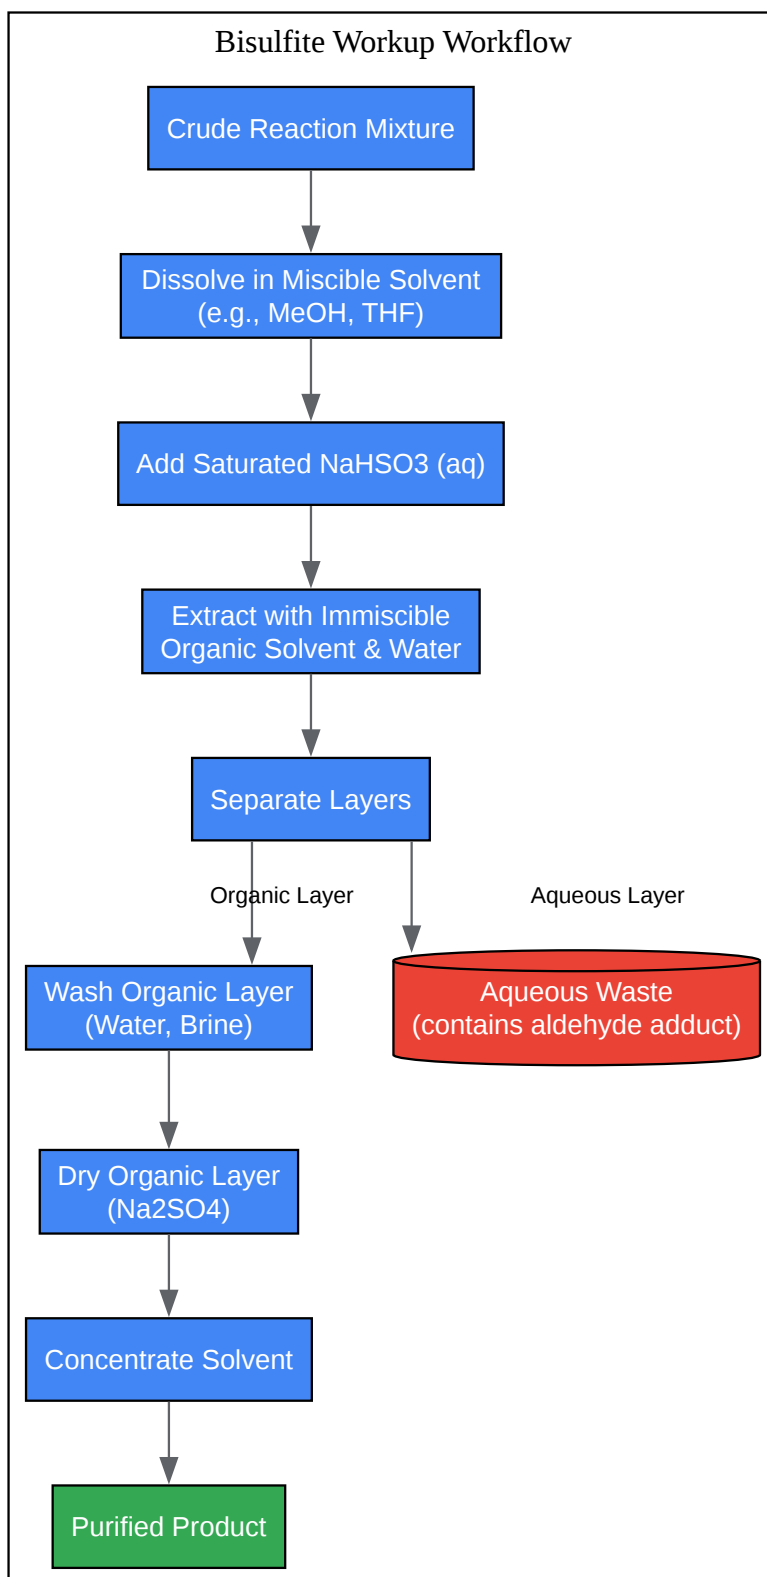 Bisulfite Workup Workflow
Crude Reaction Mixture
Dissolve in Miscible Solvent
(e.g., MeOH, THF)
Add Saturated NaHSO3 (aq)
Extract with Immiscible
Organic Solvent & Water
Separate Layers
Organic Layer
Aqueous Layer
Wash Organic Layer
(Water, Brine)
Aqueous Waste
(contains aldehyde adduct)
Dry Organic Layer
(Na2SO4)
Concentrate Solvent
Purified Product